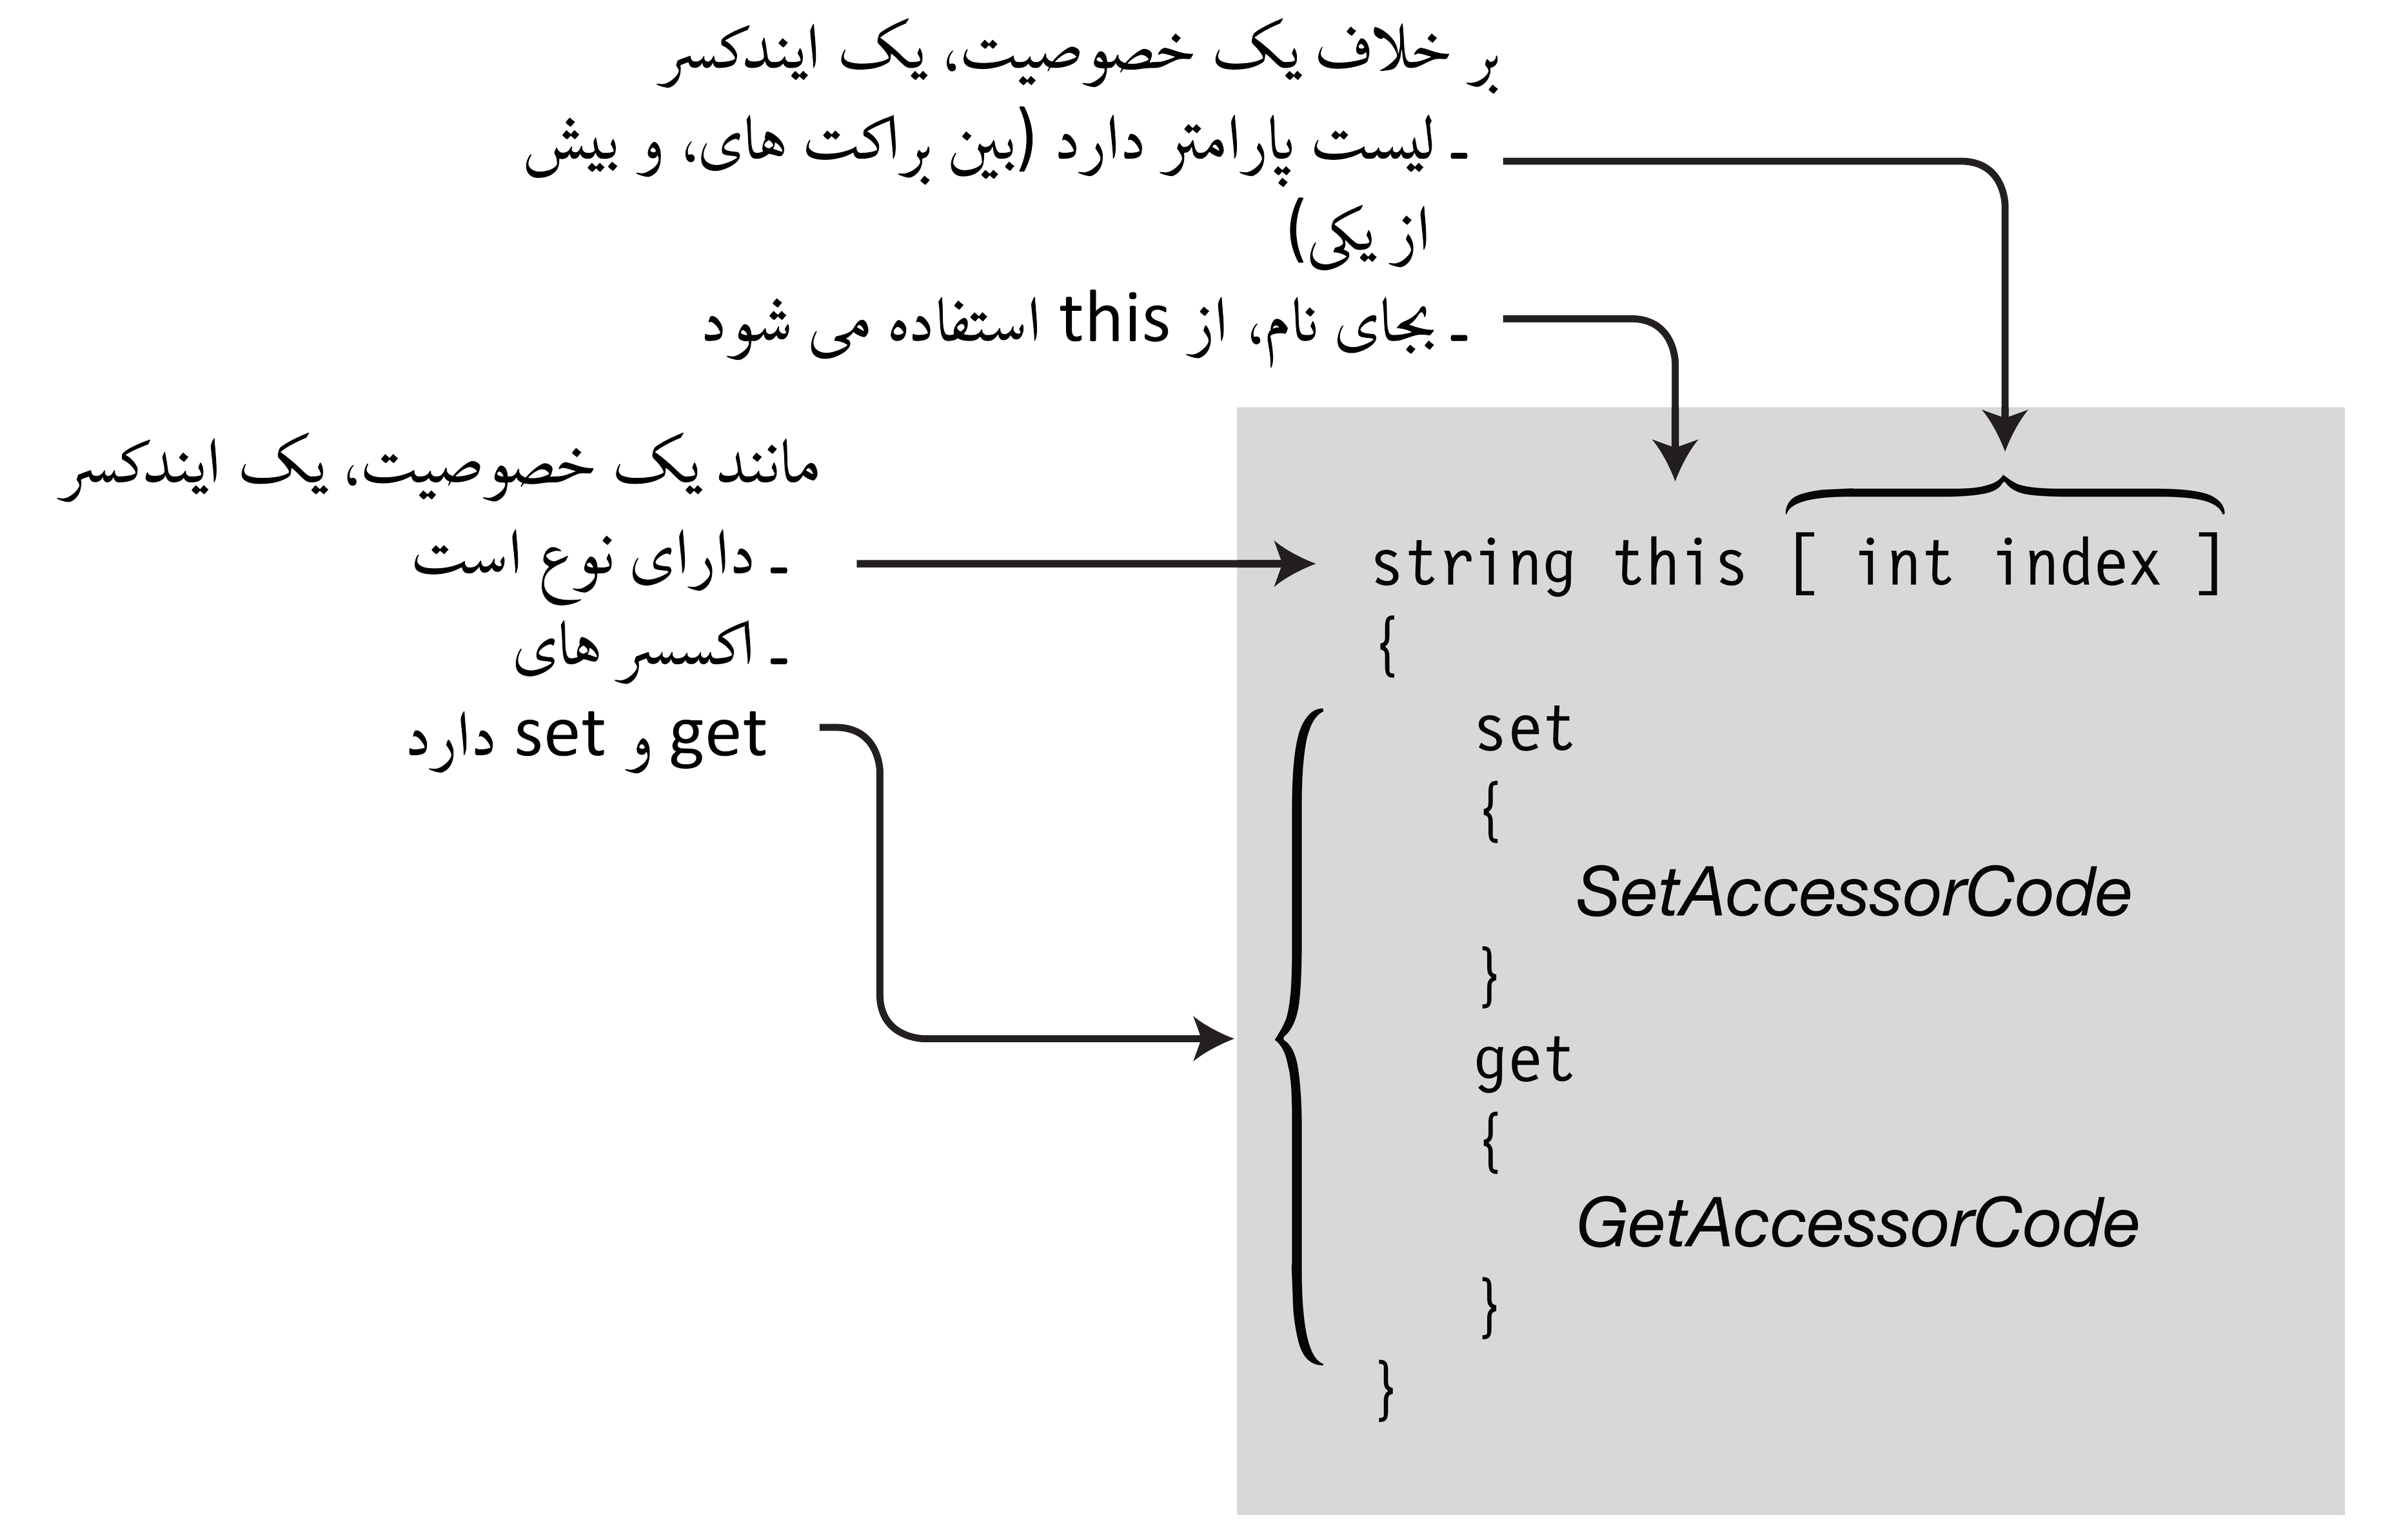 بر خلاف یک خصوصیت، یک ایندکسر
ـ لیست پارامتر دارد (بین براکت های، و بیش
از یکی)
ـ بجای نام، از this استفاده می شود
مانند یک خصوصیت، یک ایندکسر
ـ دارای نوع است
ـ اکسسر های
get و set دارد
string this [ int index ]
{
set
{
SetAccessorCode
}
get
{
GetAccessorCode
}
}